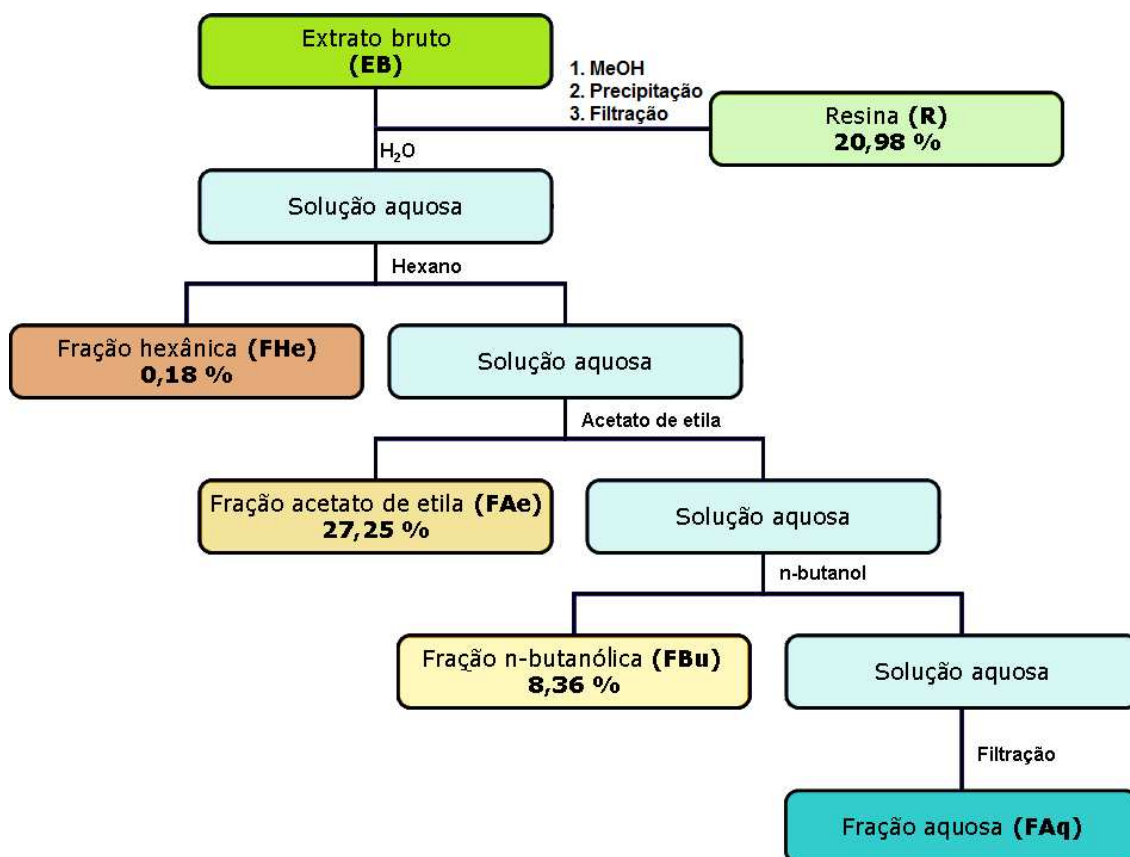 Extrato bruto
(EB)
1. MeOH
2. Precipitação
3. Filtração
Resina (R)
20,98 %
H₂O
Solução aquosa
Hexano
Fração hexânica (FHe)
0,18 %
Solução aquosa
Acetato de etila
Fração acetato de etila (FAe)
27,25 %
Solução aquosa
n-butanol
Fração n-butanólica (FBu)
8,36 %
Solução aquosa
Filtração
Fração aquosa (FAq)